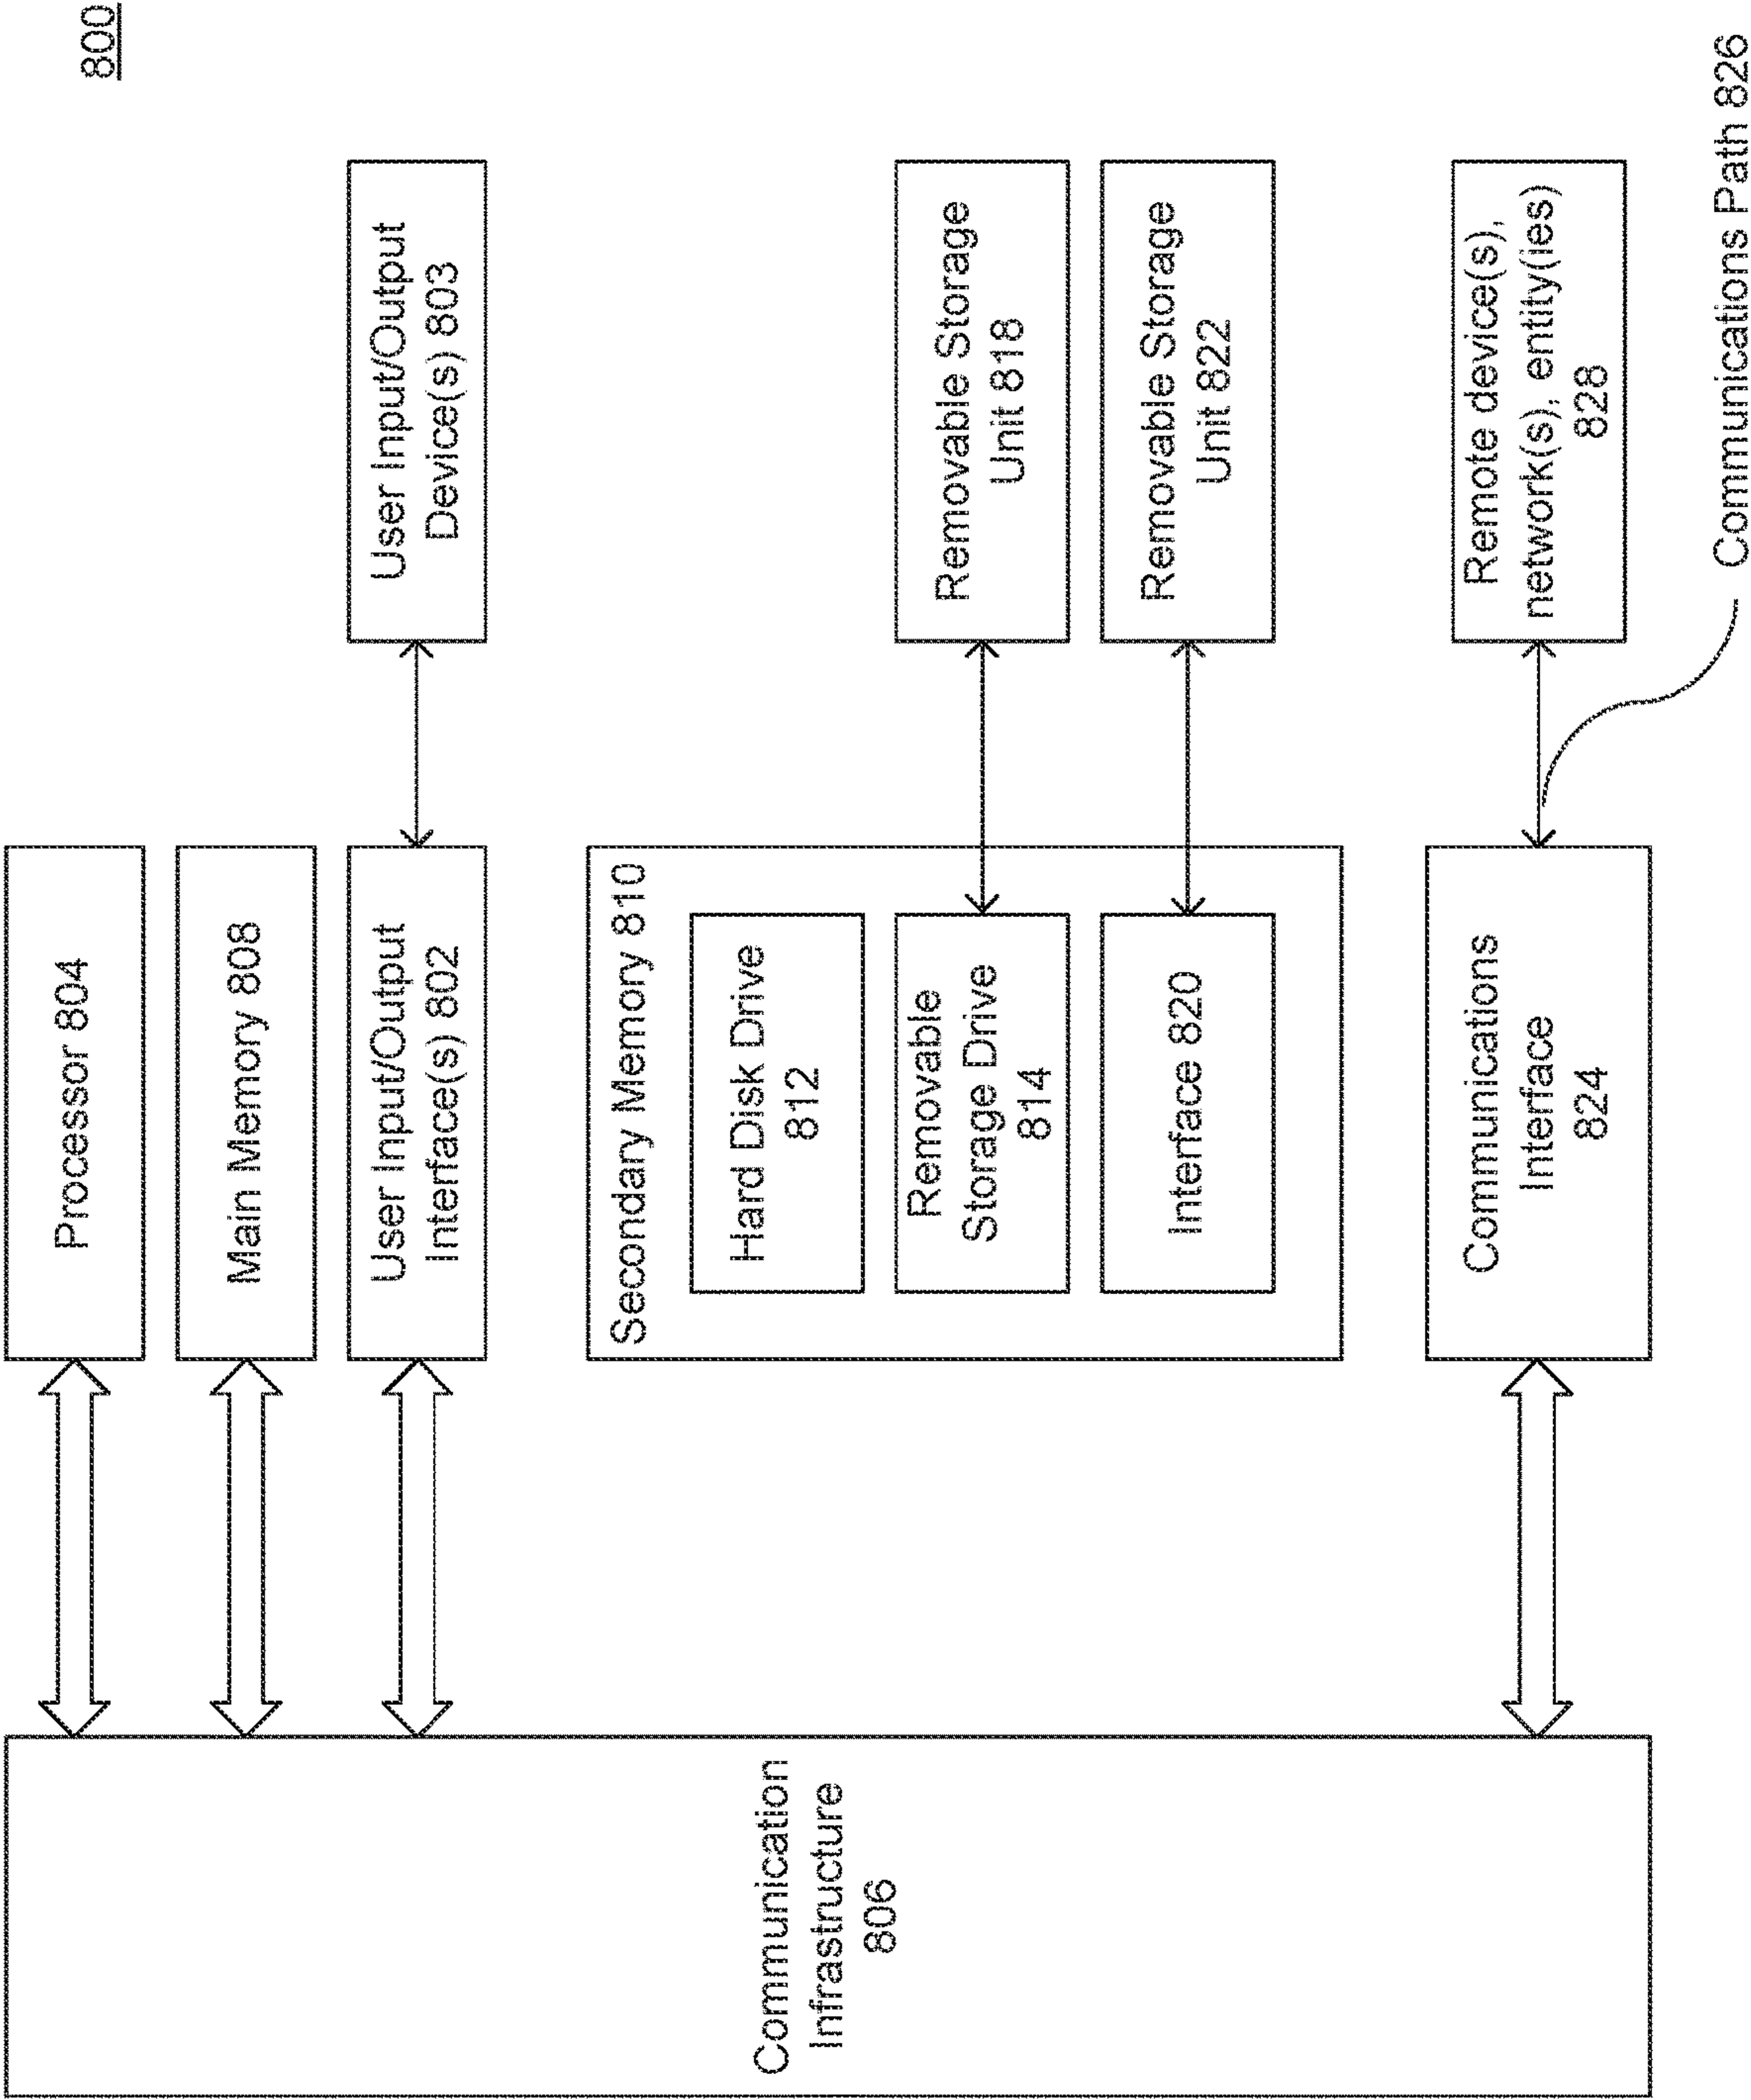 800
Processor 804
Main Memory 808
User Input/Output
Interface(s) 802
User Input/Output
Device(s) 803
Secondary Memory 810
Hard Disk Drive
812
Removable
Storage Drive
814
Removable Storage
Unit 818
Interface 820
Removable Storage
Unit 822
Communications
Interface
824
Remote device(s),
network(s), entity(ies)
828
Communications Path 826
Communication
Infrastructure
806